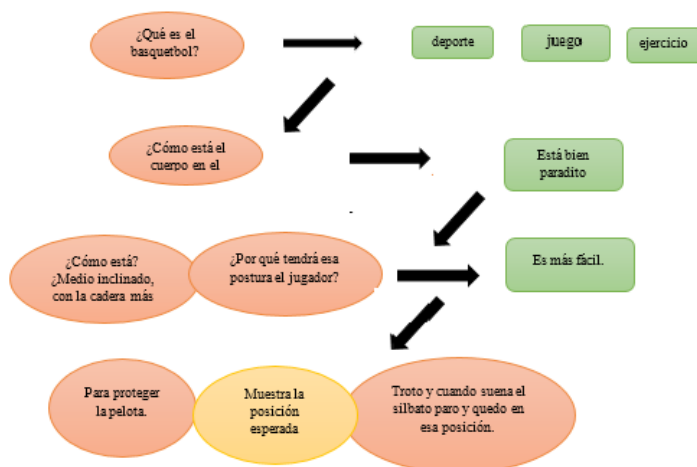 ¿Qué es el
basquetbol?
deporte
juego
ejercicio
¿Cómo está el
cuerpo en el
Está bien
paradito
¿Cómo está?
¿Medio inclinado,
con la cadera más
¿Por qué tendrá esa
postura el jugador?
Es más fácil.
Para proteger
la pelota.
Muestra la
posición
esperada
Troto y cuando suena el
silbato paro y quedo en
esa posición.